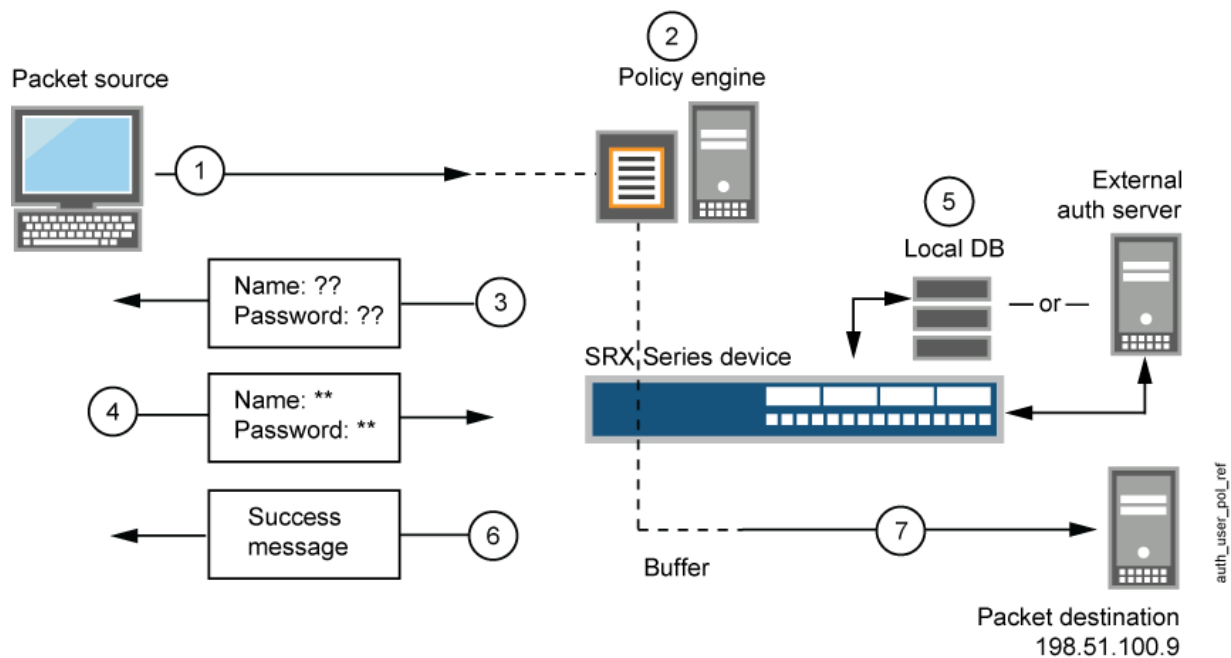 2
Packet source
Policy engine
1
External
auth server
5
Local DB
— or —
Name: ??
Password: ??
3
SRX Series device
4
Name: **
Password: **
Success
message
6
7
Buffer
Packet destination
198.51.100.9
auth_user_pol_ref